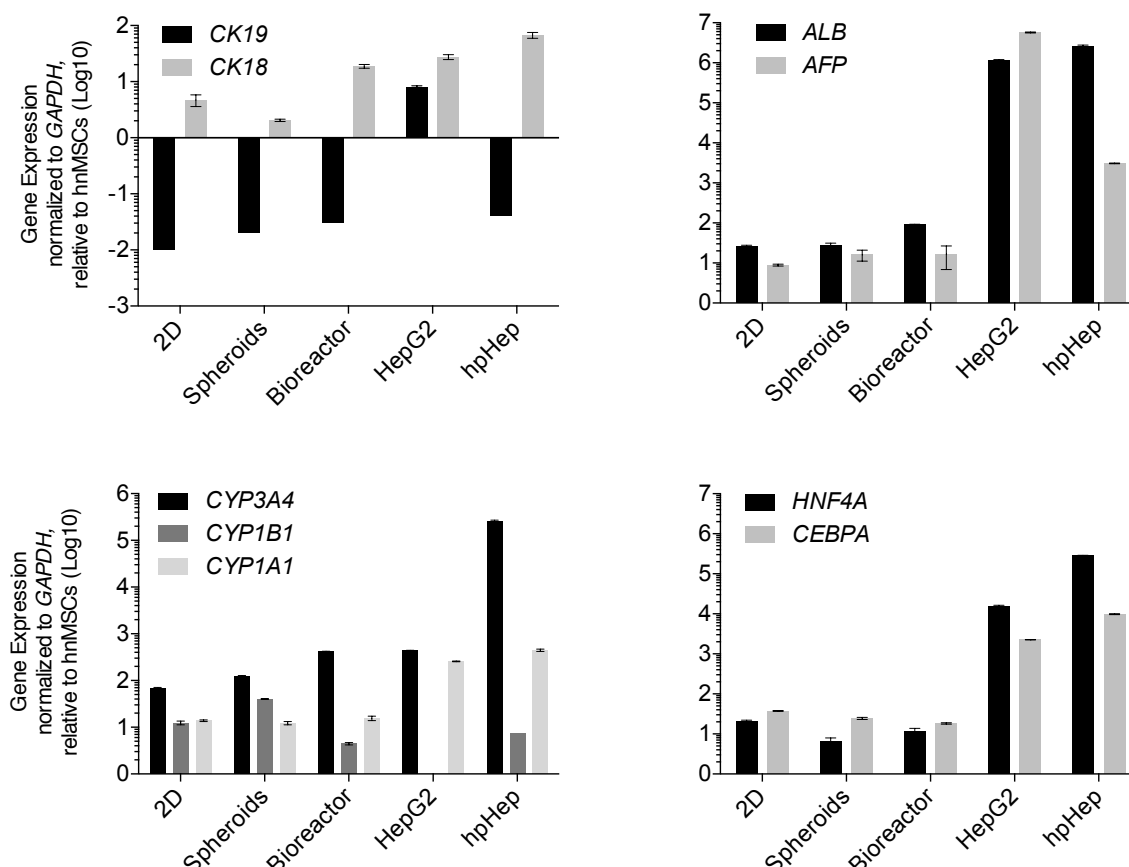 Gene Expression
normalized to GAPDH,
relative to hnMSCs (Log10)
CK19
CK18
2
1
0
-1
-2
-3
2D
Spheroids
Bioreactor
HepG2
hpHep
ALB
AFP
7
6
5
4
3
2
1
0
2D
Spheroids
Bioreactor
HepG2
hpHep
Gene Expression
normalized to GAPDH,
relative to hnMSCs (Log10)
CYP3A4
CYP1B1
CYP1A1
6
5
4
3
2
1
0
2D
Spheroids
Bioreactor
HepG2
hpHep
HNF4A
CEBPA
7
6
5
4
3
2
1
0
2D
Spheroids
Bioreactor
HepG2
hpHep